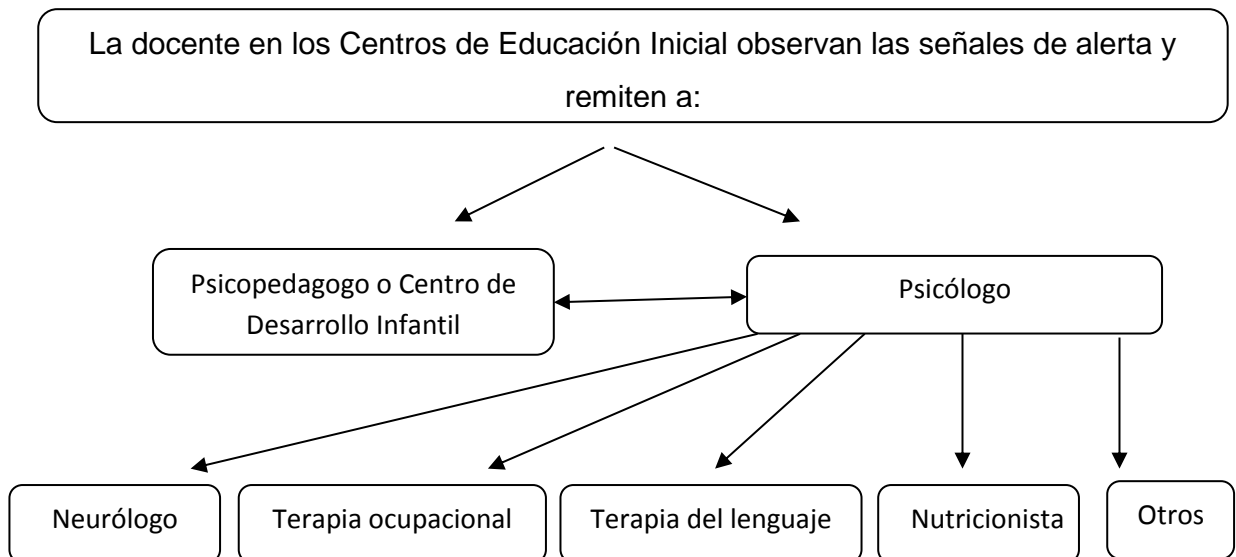 La docente en los Centros de Educación Inicial observan las señales de alerta y
remiten a:
Psicopedagogo o Centro de
Desarrollo Infantil
Psicólogo
Neurólogo
Terapia ocupacional
Terapia del lenguaje
Nutricionista
Otros